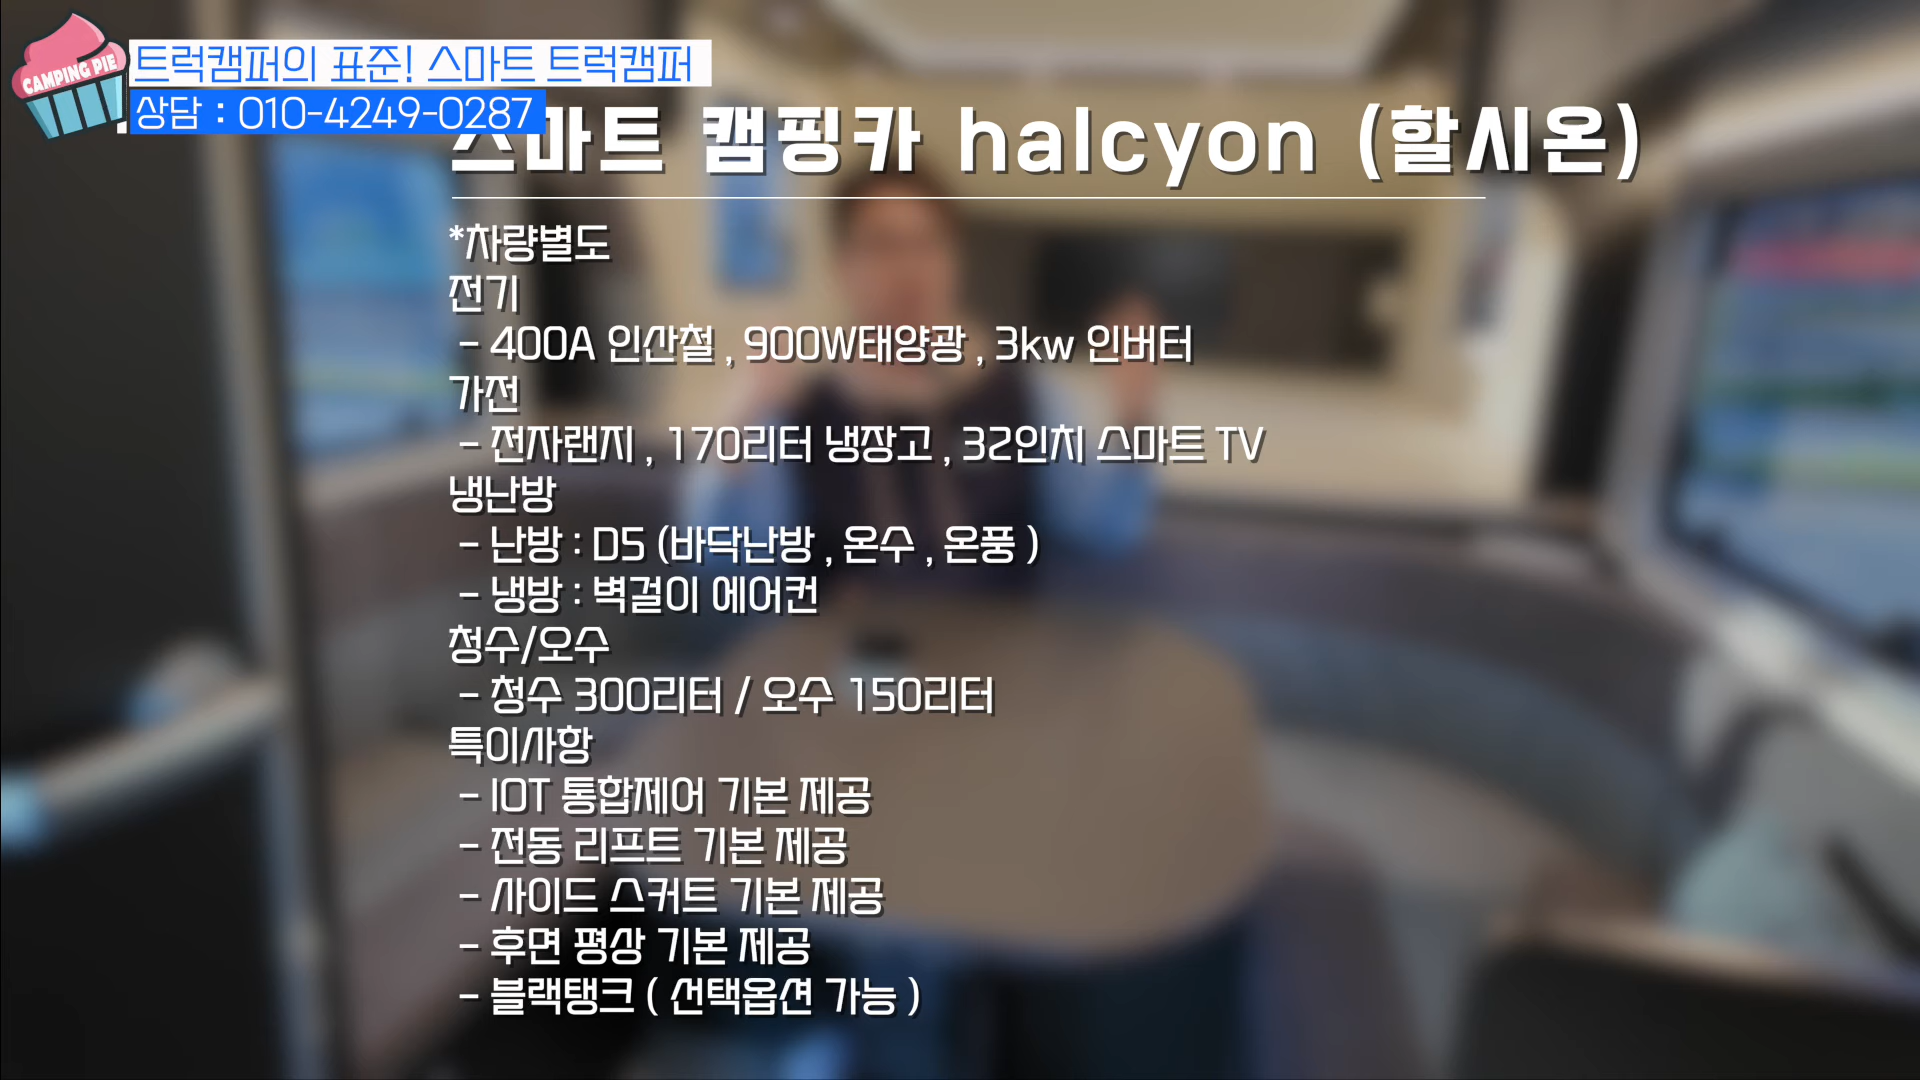 CAMPING PIE
트럭캠퍼의 표준! 스마트 트럭캠퍼
상담 : 010-4249-0287
스마트 캠핑카 halcyon (할시온)
*차량별도
전기
- 400A 인산철 , 900W태양광 , 3kw 인버터
가전
- 전자랜지 , 170리터 냉장고 , 32인치 스마트 TV
냉난방
- 난방 : D5 (바닥난방 , 온수 , 온풍 )
- 냉방 : 벽걸이 에어컨
청수/오수
- 청수 300리터 / 오수 150리터
특이사항
- IOT 통합제어 기본 제공
- 전동 리프트 기본 제공
- 사이드 스커트 기본 제공
- 후면 평상 기본 제공
- 블랙탱크 ( 선택옵션 가능 )